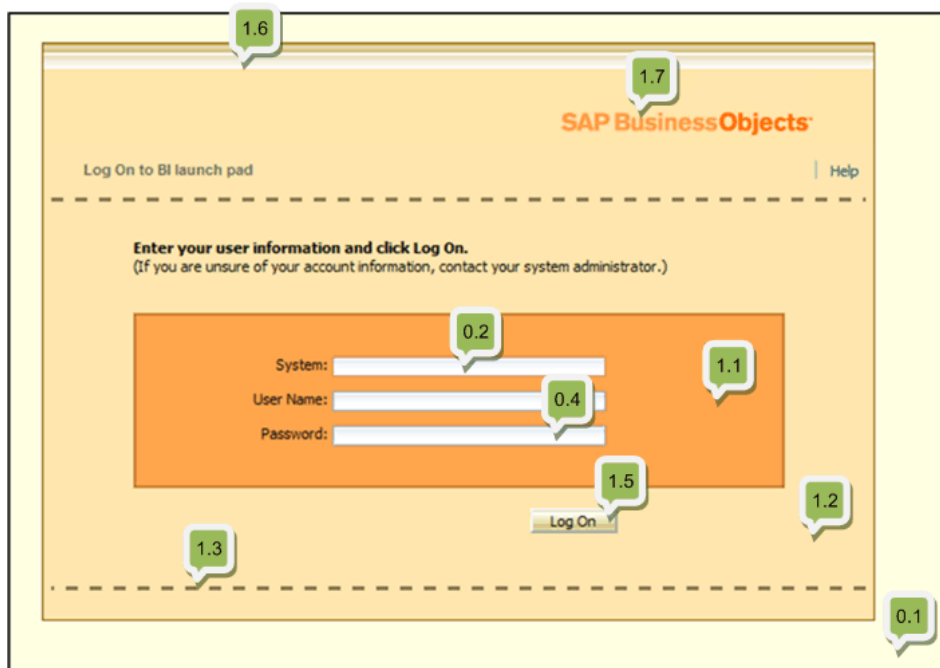 1.6
1.7
SAP BusinessObjects™
Log On to BI launch pad
Help
Enter your user information and click Log On.
(If you are unsure of your account information, contact your system administrator.)
0.2
System:
1.1
User Name:
0.4
Password:
1.5
1.2
Log On
1.3
0.1